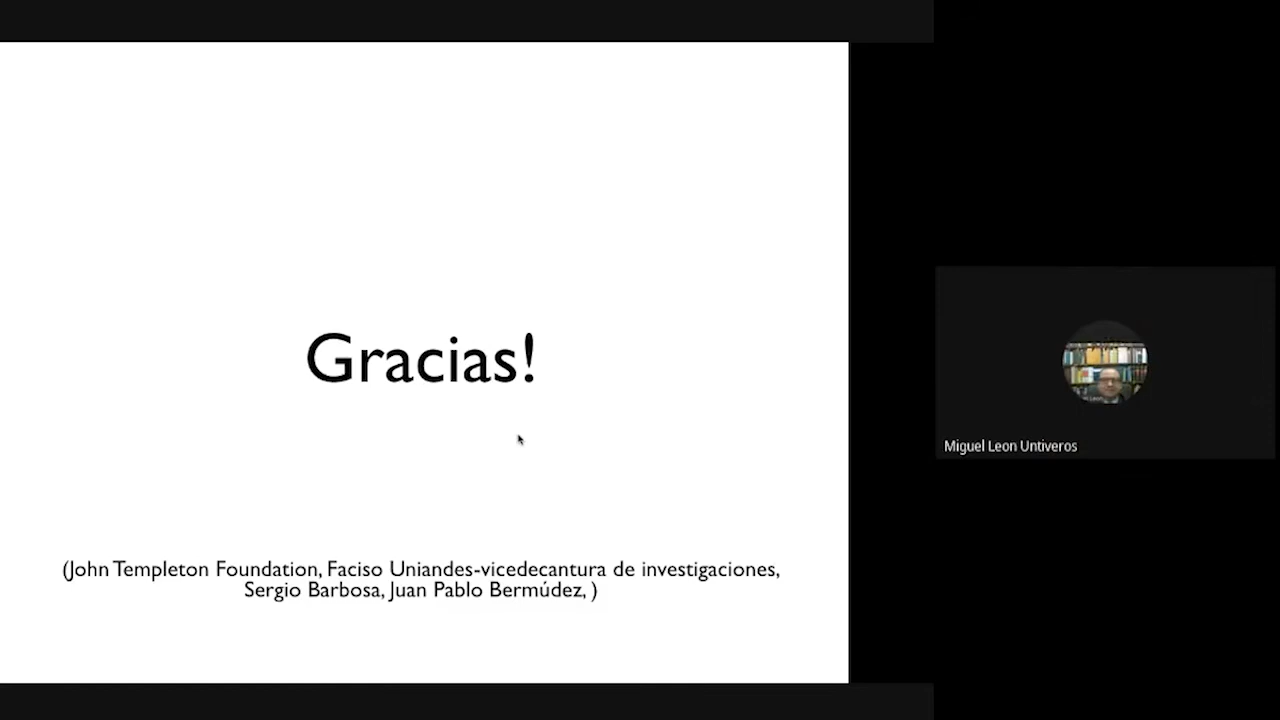 Gracias!
(John Templeton Foundation, Faciso Uniandes-vicedecantura de investigaciones,
Sergio Barbosa, Juan Pablo Bermúdez, )
Miguel Leon Untiveros